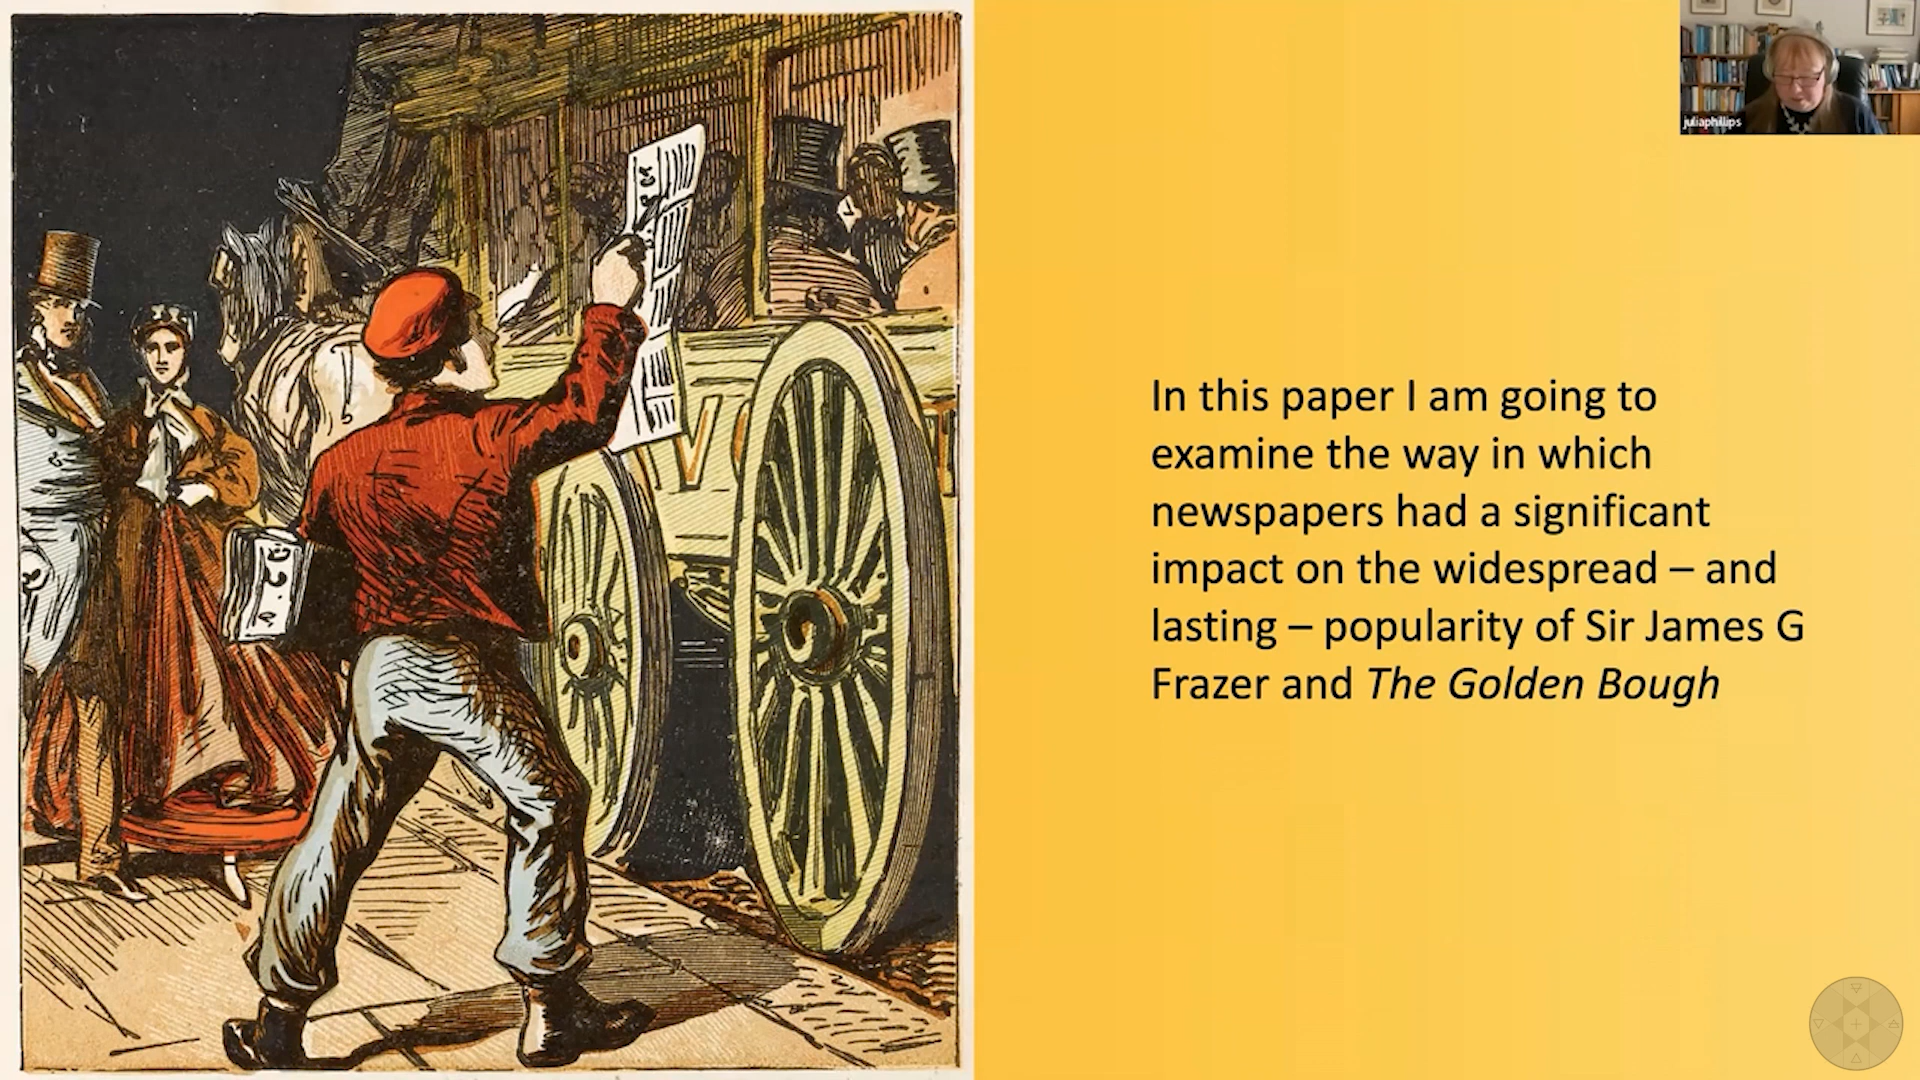 juliaphillips
In this paper I am going to
examine the way in which
newspapers had a significant
impact on the widespread – and
lasting – popularity of Sir James G
Frazer and The Golden Bough